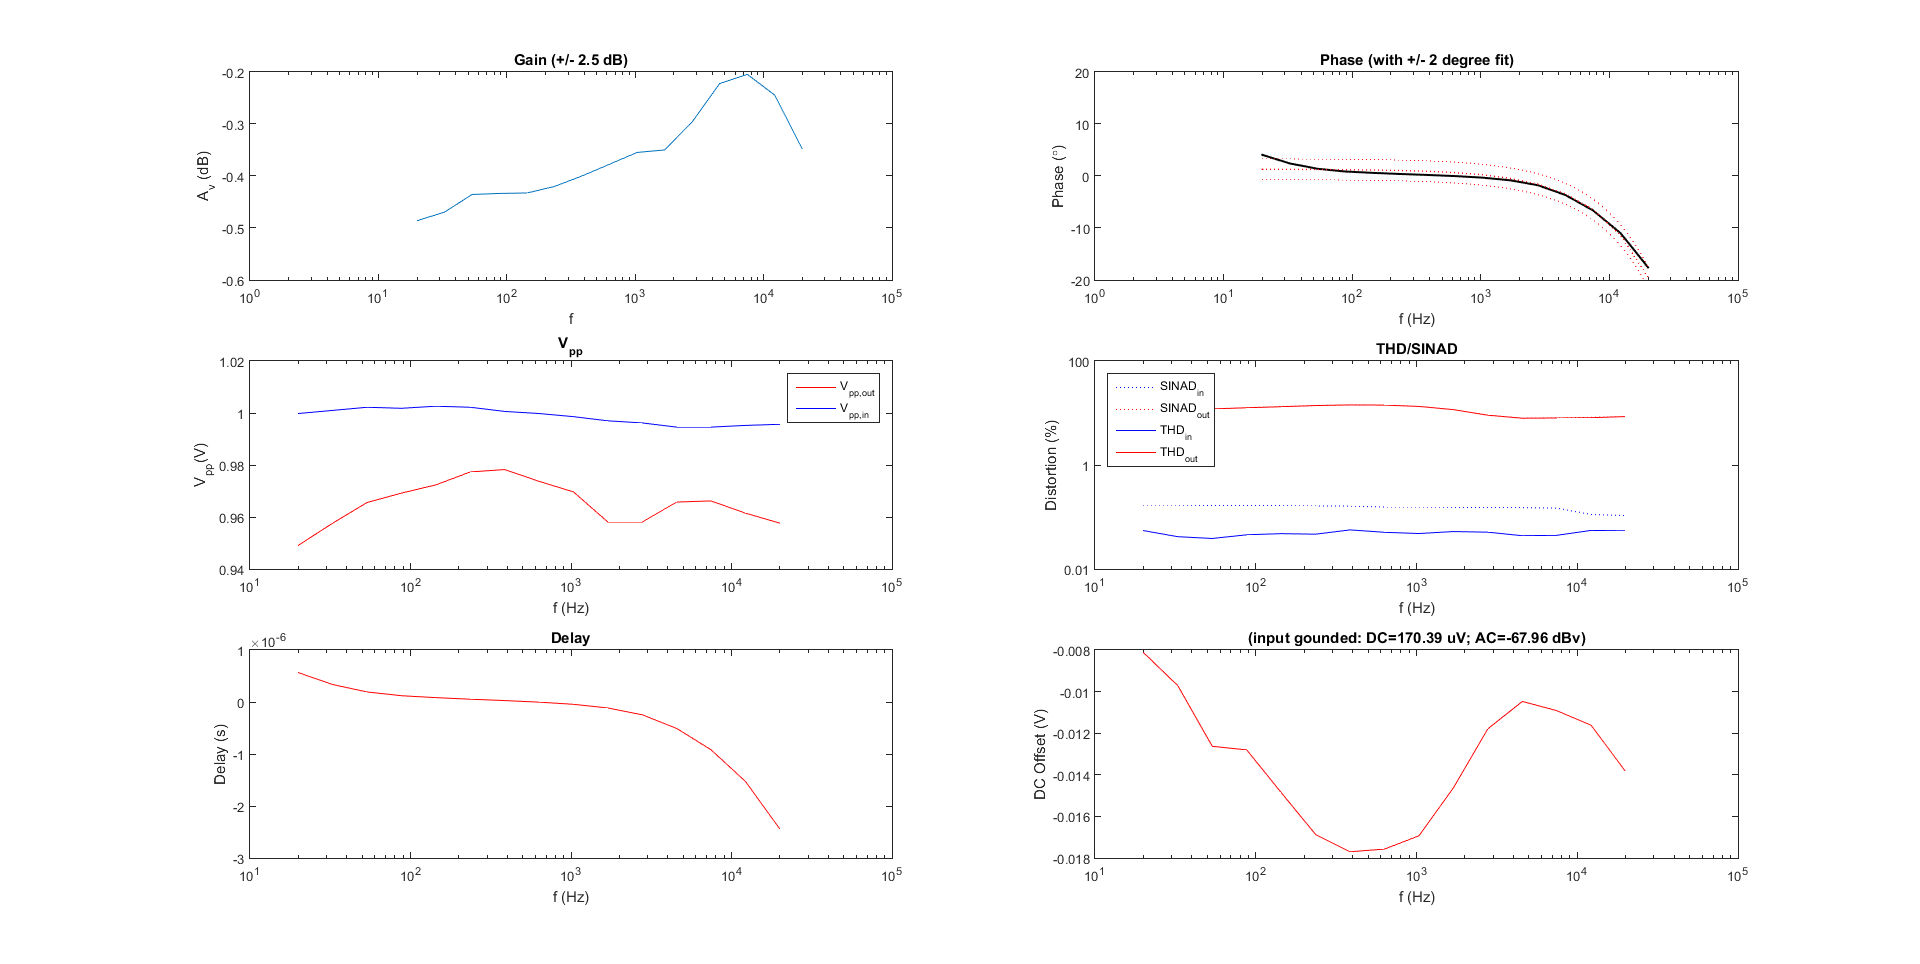 Gain (+/- 2.5 dB)
-0.2
-0.3
-0.4
-0.5
-0.6
A_v (dB)
10^0 10^1 10^2 10^3 10^4 10^5
f
Phase (with +/- 2 degree fit)
20
10
0
-10
-20
Phase (°)
10^0 10^1 10^2 10^3 10^4 10^5
f (Hz)
V_pp
1.02
1
0.98
0.96
0.94
V_pp(V)
V_pp,out
V_pp,in
10^1 10^2 10^3 10^4 10^5
f (Hz)
THD/SINAD
100
1
0.01
Distortion (%)
SINAD_in
SINAD_out
THD_in
THD_out
10^1 10^2 10^3 10^4 10^5
f (Hz)
Delay
×10^-6
1
0
-1
-2
-3
Delay (s)
10^1 10^2 10^3 10^4 10^5
f (Hz)
(input gounded: DC=170.39 uV; AC=-67.96 dBv)
-0.008
-0.01
-0.012
-0.014
-0.016
-0.018
DC Offset (V)
10^1 10^2 10^3 10^4 10^5
f (Hz)